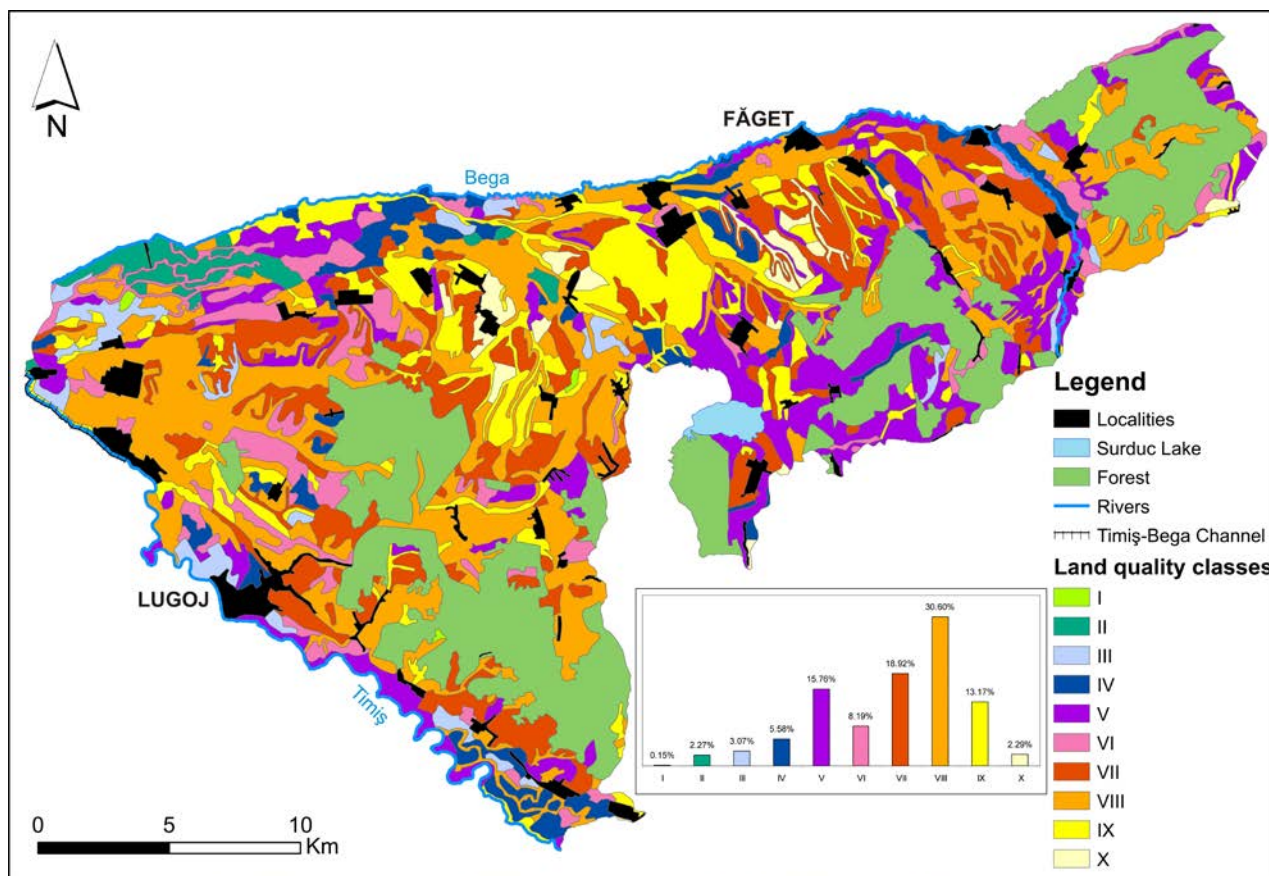 N
FĂGET
Bega
LUGOJ
Timiş
0 5 10
Km
Legend
Localities
Surduc Lake
Forest
Rivers
Timiş-Bega Channel
Land quality classes
I
II
III
IV
V
VI
VII
VIII
IX
X
0.15% 2.27% 3.07% 5.58% 15.76% 8.19% 18.92% 30.60% 13.17% 2.29%
I II III IV V VI VII VIII IX X